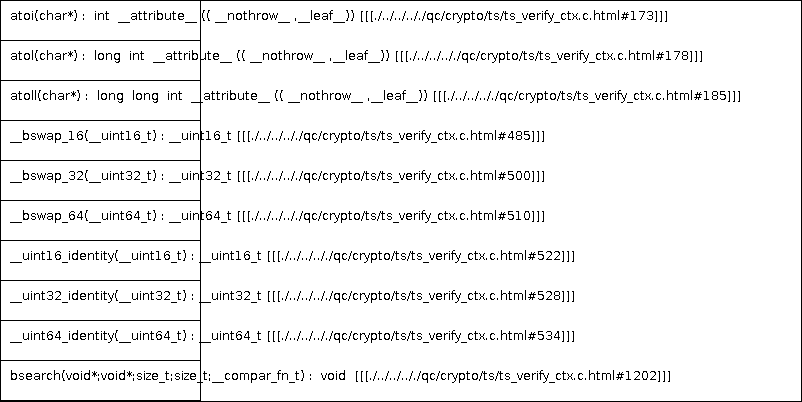 atoi(char*) : int __attribute__ (( __nothrow__ ,__leaf__)) [[[./../../../qc/crypto/ts/ts_verify_ctx.c.html#173]]]
atol(char*) : long int __attribute__ (( __nothrow__ ,__leaf__)) [[[./../../../qc/crypto/ts/ts_verify_ctx.c.html#178]]]
atoll(char*) : long long int __attribute__ (( __nothrow__ ,__leaf__)) [[[./../../../qc/crypto/ts/ts_verify_ctx.c.html#185]]]
__bswap_16(__uint16_t) : __uint16_t [[[./../../../qc/crypto/ts/ts_verify_ctx.c.html#485]]]
__bswap_32(__uint32_t) : __uint32_t [[[./../../../qc/crypto/ts/ts_verify_ctx.c.html#500]]]
__bswap_64(__uint64_t) : __uint64_t [[[./../../../qc/crypto/ts/ts_verify_ctx.c.html#510]]]
__uint16_identity(__uint16_t) : __uint16_t [[[./../../../qc/crypto/ts/ts_verify_ctx.c.html#522]]]
__uint32_identity(__uint32_t) : __uint32_t [[[./../../../qc/crypto/ts/ts_verify_ctx.c.html#528]]]
__uint64_identity(__uint64_t) : __uint64_t [[[./../../../qc/crypto/ts/ts_verify_ctx.c.html#534]]]
bsearch(void*;void*;size_t;size_t;__compar_fn_t) : void [[[./../../../qc/crypto/ts/ts_verify_ctx.c.html#1202]]]